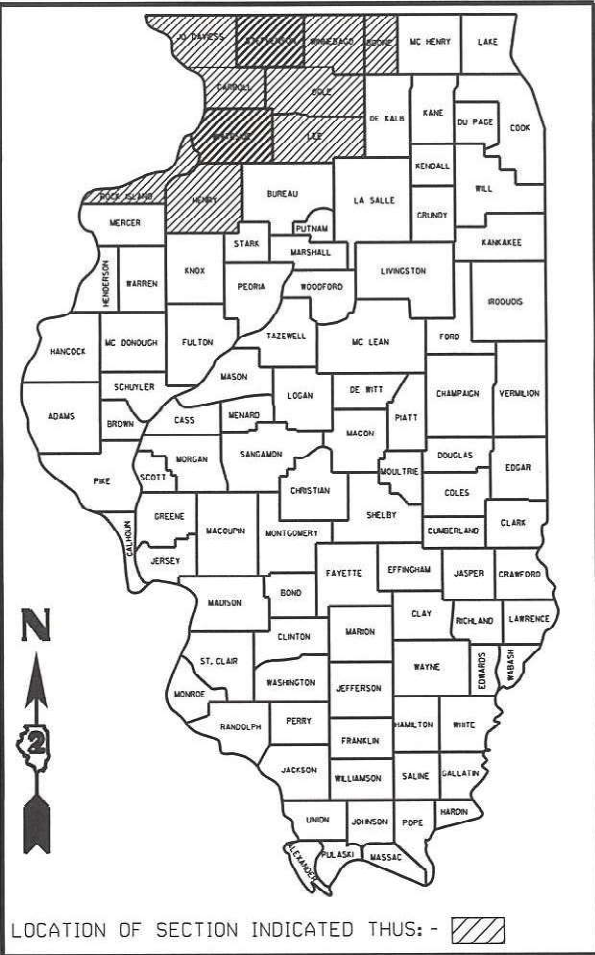 JO DAVIESS STEPHENSON WINNEBAGO BOONE MC HENRY LAKE
CARROLL OGLE
DE KALB KANE DU PAGE COOK
WHITESIDE LEE
KENDALL
WILL
ROCK ISLAND HENRY BUREAU LA SALLE
GRUNDY
MERCER PUTNAM
STARK MARSHALL KANKAKEE
HENDERSON WARREN KNOX PEORIA WOODFORD LIVINGSTON
IROQUOIS
HANCOCK MC DONOUGH FULTON TAZEWELL MC LEAN FORD
MASON
SCHUYLER LOGAN DE WITT CHAMPAIGN VERMILION
ADAMS BROWN CASS MENARD PIATT
MACON
MORGAN SANGAMON DOUGLAS
PIKE SCOTT MOULTRIE EDGAR
CHRISTIAN COLES
GREENE SHELBY
CALHOUN MACOUPIN MONTGOMERY CUMBERLAND CLARK
JERSEY
FAYETTE EFFINGHAM JASPER CRAWFORD
MADISON BOND
CLAY
N CLINTON MARION RICHLAND LAWRENCE
ST. CLAIR WAYNE EDWARDS WABASH
WASHINGTON JEFFERSON
MONROE
RANDOLPH PERRY HAMILTON WHITE
2 FRANKLIN
JACKSON WILLIAMSON SALINE GALLATIN
HARDIN
UNION JOHNSON POPE
ALEXANDER PULASKI MASSAC
LOCATION OF SECTION INDICATED THUS: -